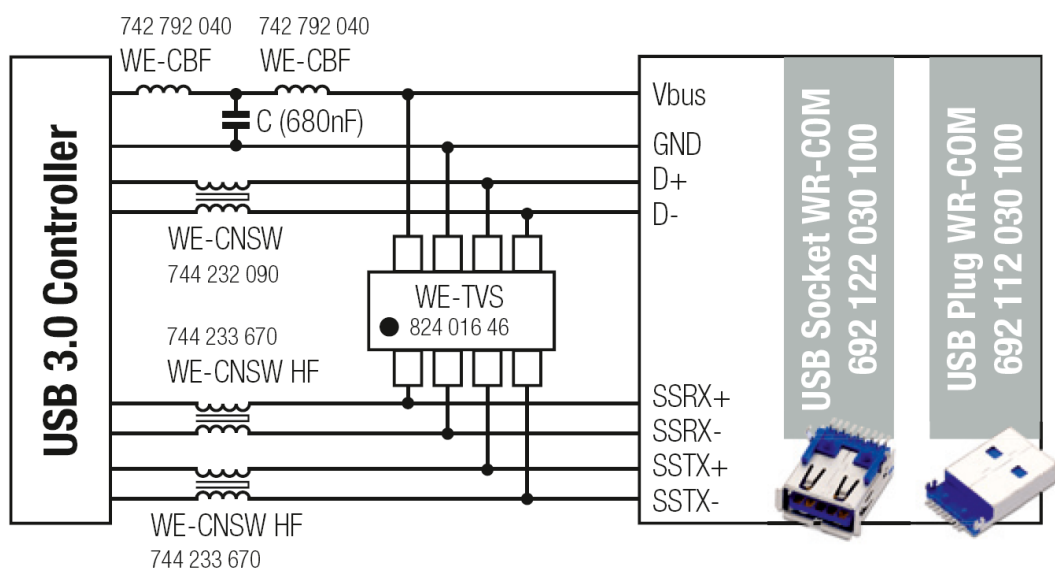 742 792 040
WE-CBF
742 792 040
WE-CBF
C (680nF)
USB 3.0 Controller
WE-CNSW
744 232 090
744 233 670
WE-CNSW HF
WE-CNSW HF
744 233 670
WE-TVS
824 016 46
Vbus
GND
D+
D-
SSRX+
SSRX-
SSTX+
SSTX-
USB Socket WR-COM
692 122 030 100
USB Plug WR-COM
692 112 030 100